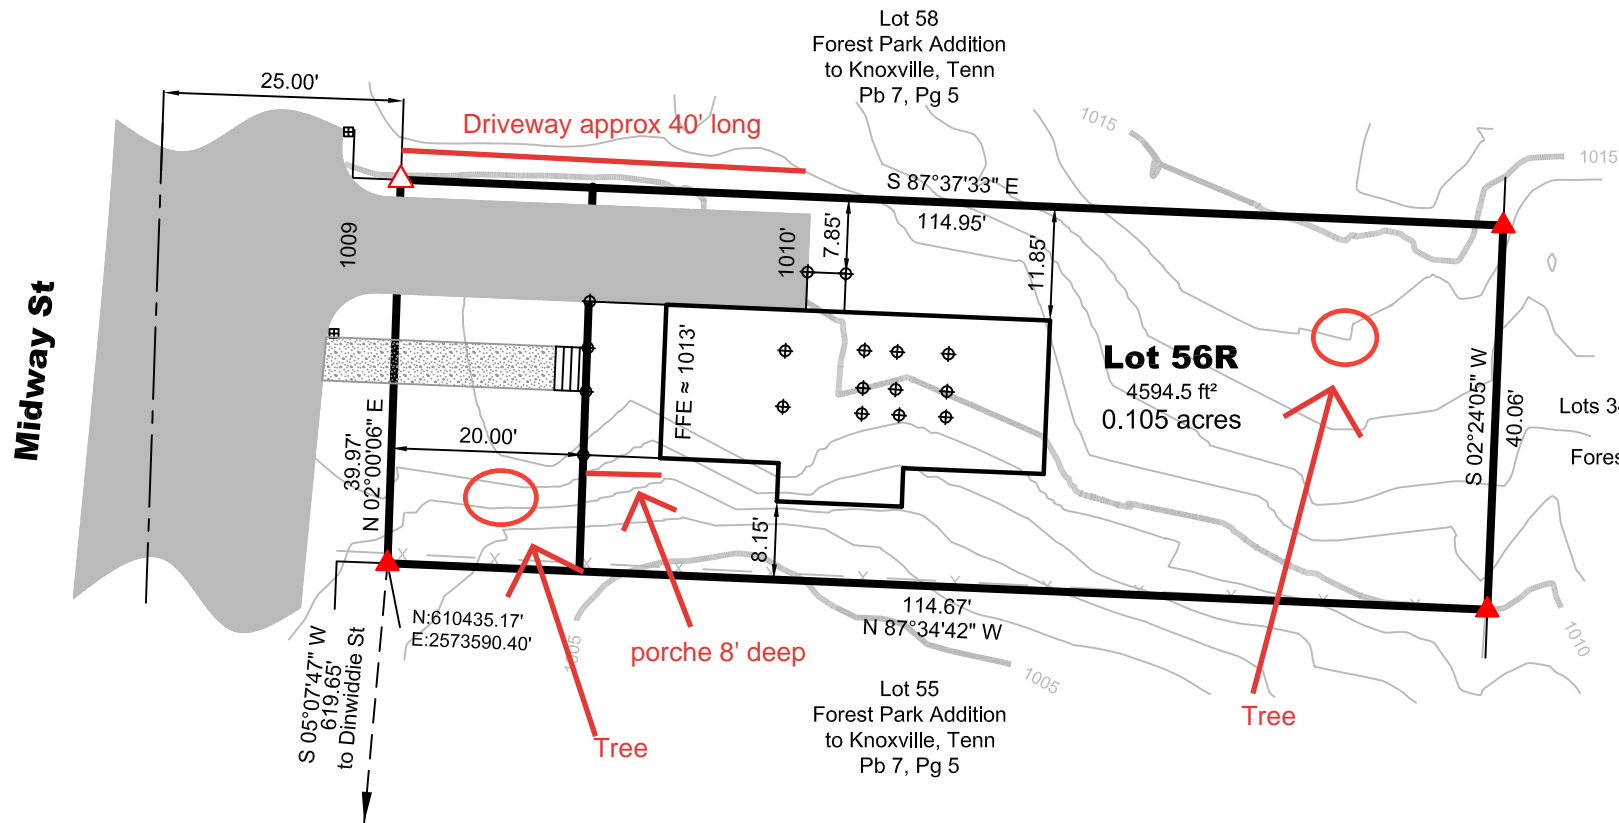 Lot 58
Forest Park Addition
to Knoxville, Tenn
Pb 7, Pg 5
25.00'
Driveway approx 40' long
1015
1015
S 87°37'33" E
114.95'
7.85'
11.85'
1009
1010'
Midway St
FFE ≈ 1013'
Lot 56R
4594.5 ft²
0.105 acres
S 02°24'05" W
40.06'
Lots
Fores
20.00'
39.97'
N 02°00'06" E
8.15'
X X X X X X X X X X X X
114.67'
N 87°34'42" W
N:610435.17'
E:2573590.40'
S 05°07'47" W
619.65'
to Dinwiddie St
1005
porche 8' deep
1005
1010
Lot 55
Forest Park Addition
to Knoxville, Tenn
Pb 7, Pg 5
Tree
Tree